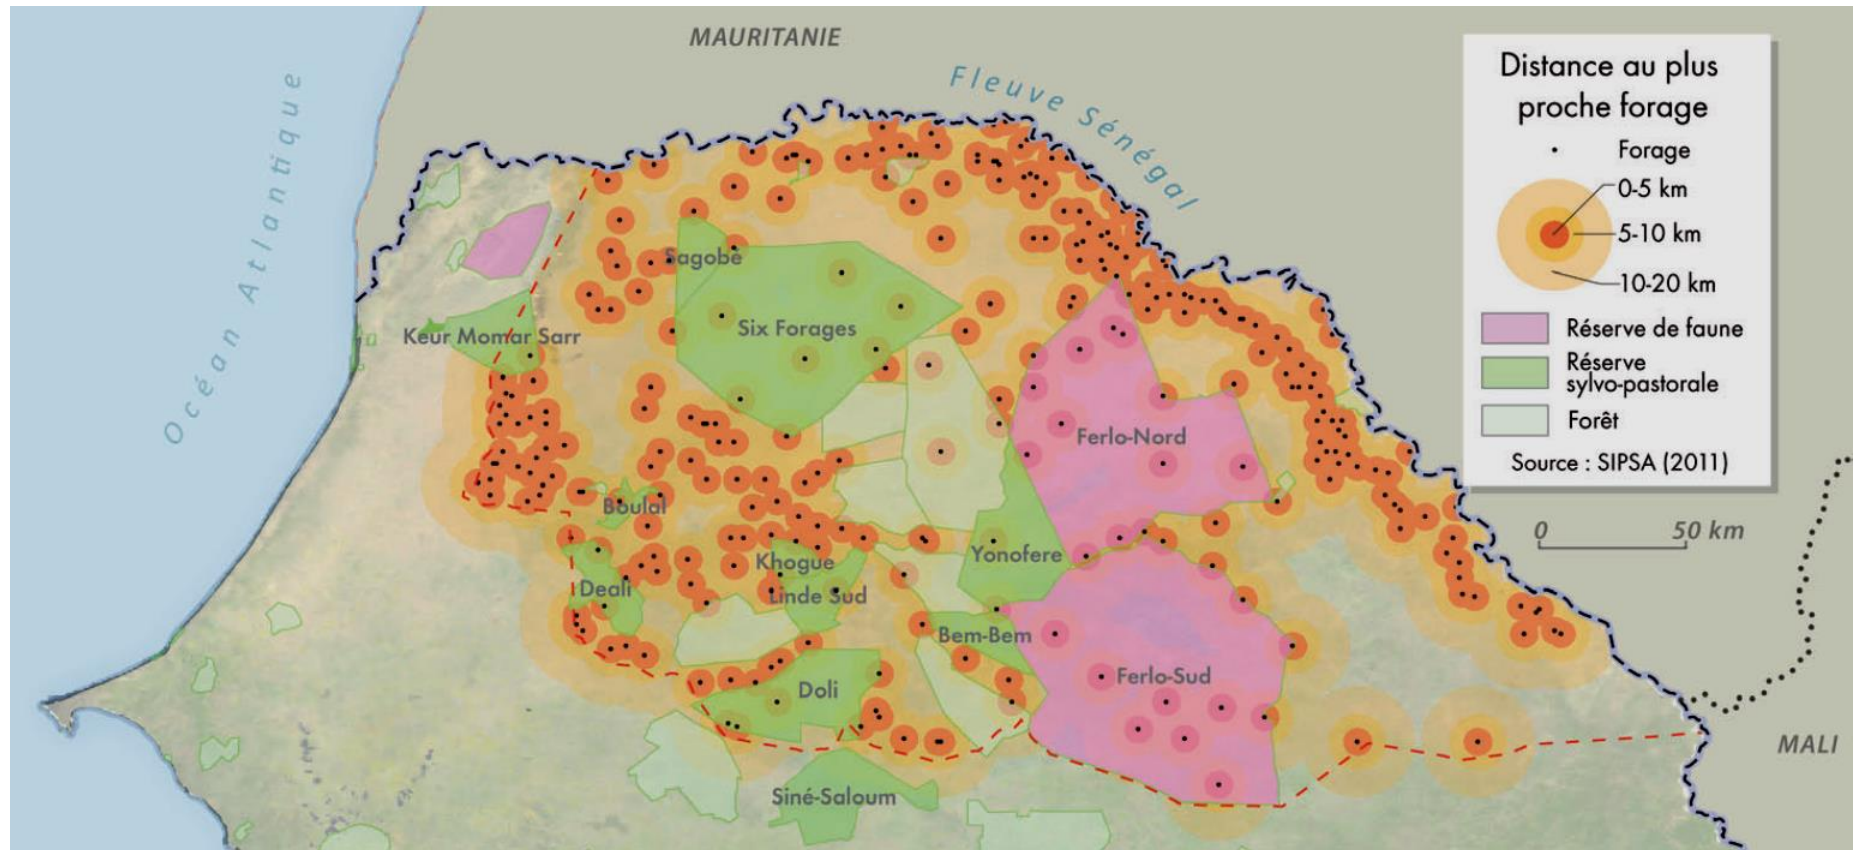 MAURITANIE
Fleuve Sénégal
Océan Atlantique
Distance au plus
proche forage
Forage
0-5 km
5-10 km
10-20 km
Réserve de faune
Réserve
sylvo-pastorale
Forêt
Source : SIPSA (2011)
0 50 km
Sagobé
Keur Momar Sarr
Six Forages
Ferlo-Nord
Boulal
Yonofere
Khogue
Deali
Linde Sud
Bem-Bem
Ferlo-Sud
Doli
MALI
Siné-Saloum